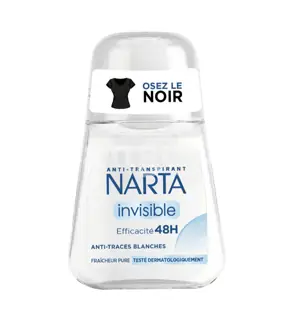 OSEZ LE
NOIR
ANTI-TRANSPIRANT
NARTA
invisible
Efficacité 48H
ANTI-TRACES BLANCHES
FRAÎCHEUR PURE TESTÉ DERMATOLOGIQUEMENT